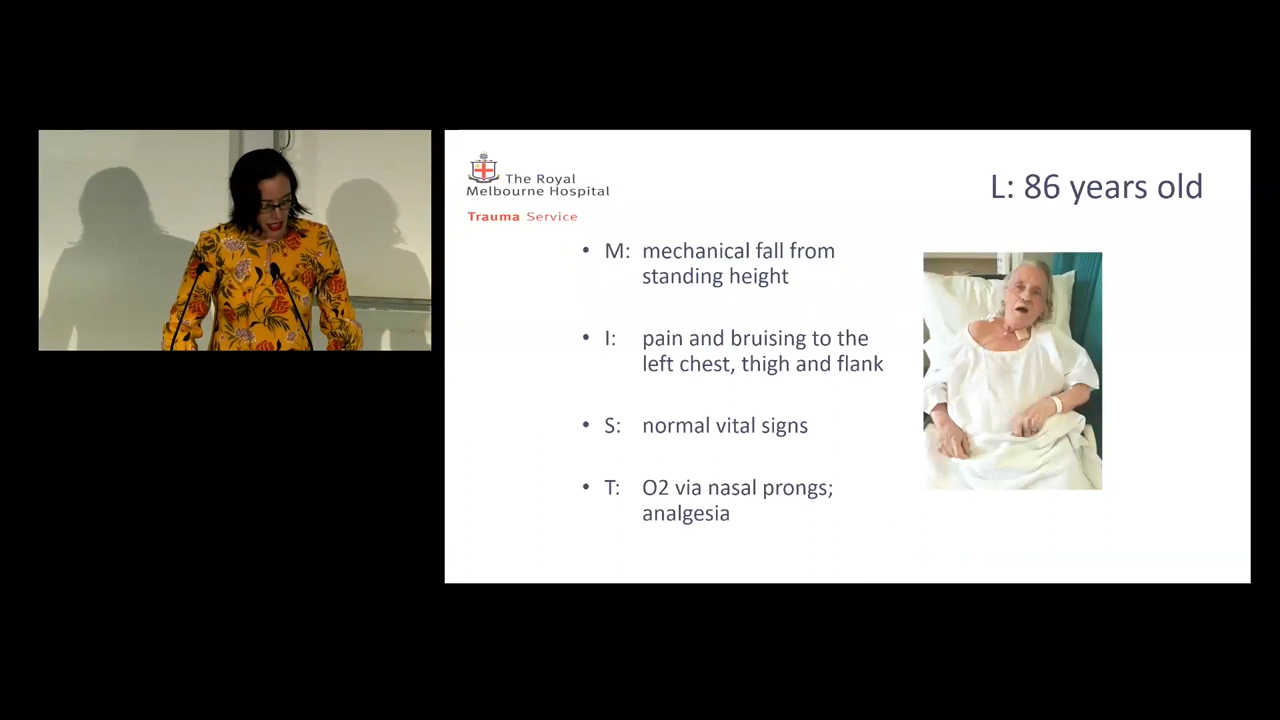 The Royal
Melbourne Hospital
Trauma Service
L: 86 years old
• M: mechanical fall from
standing height
• I: pain and bruising to the
left chest, thigh and flank
• S: normal vital signs
• T: O2 via nasal prongs;
analgesia